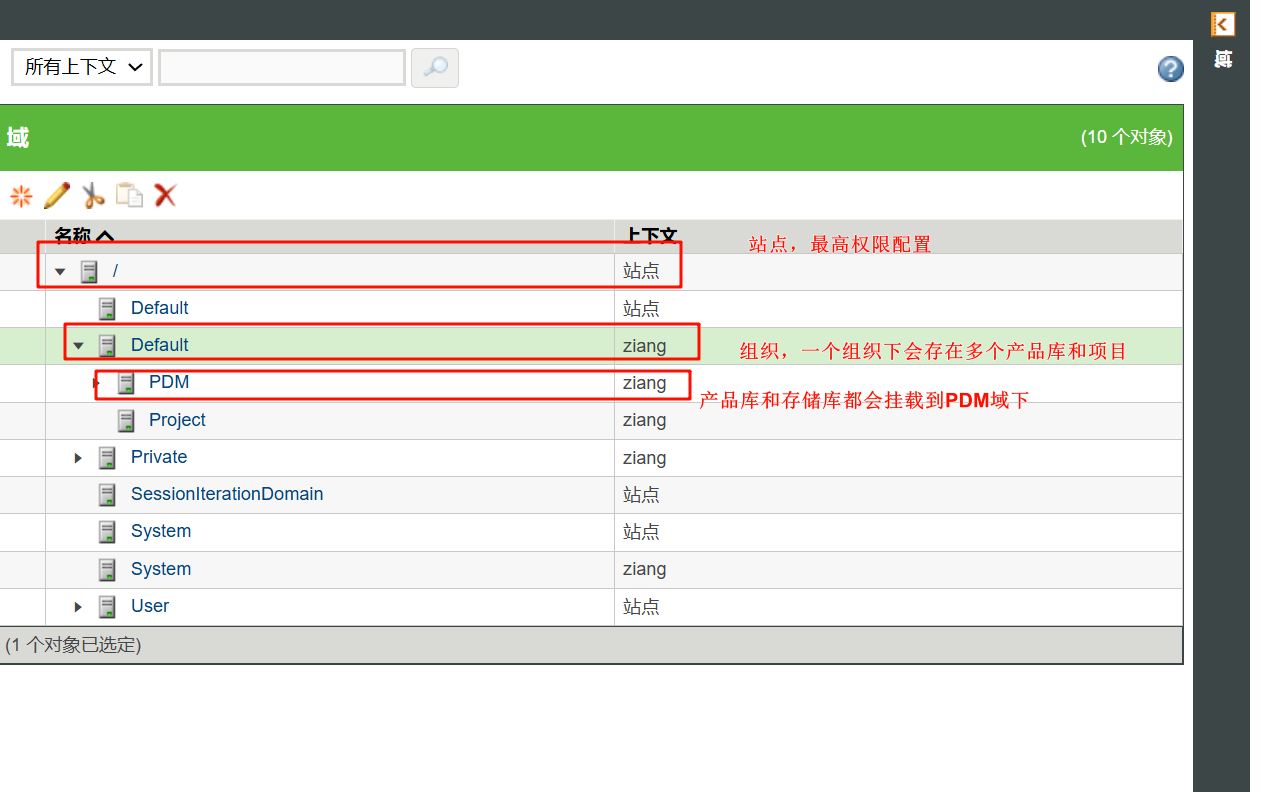 所有上下文
域
域 (10 个对象)
名称 上下文
站点，最高权限配置
/ 站点
Default 站点
Default ziang
组织，一个组织下会存在多个产品库和项目
PDM ziang
产品库和存储库都会挂载到PDM域下
Project ziang
Private ziang
SessionIterationDomain 站点
System 站点
System ziang
User 站点
(1 个对象已选定)